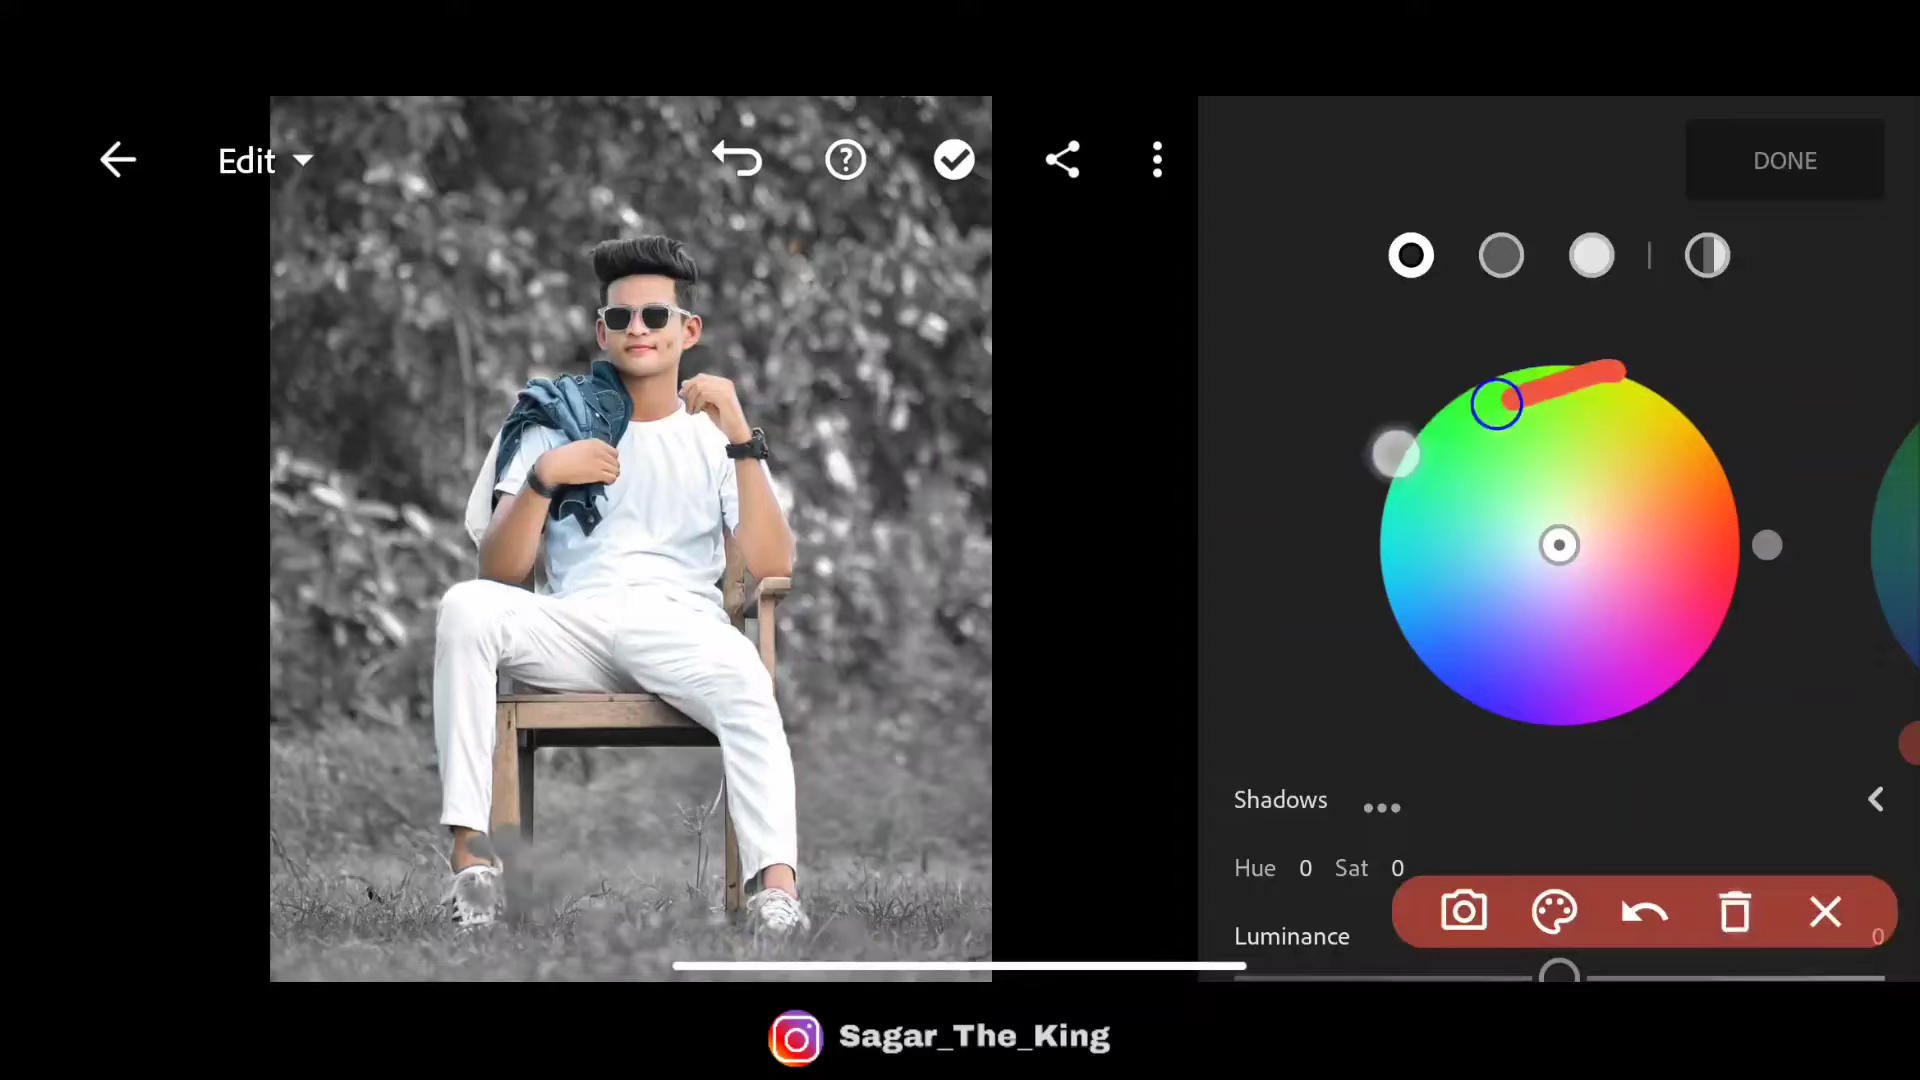 Edit
DONE
Shadows
Hue 0 Sat 0
Luminance 0
Sagar_The_King